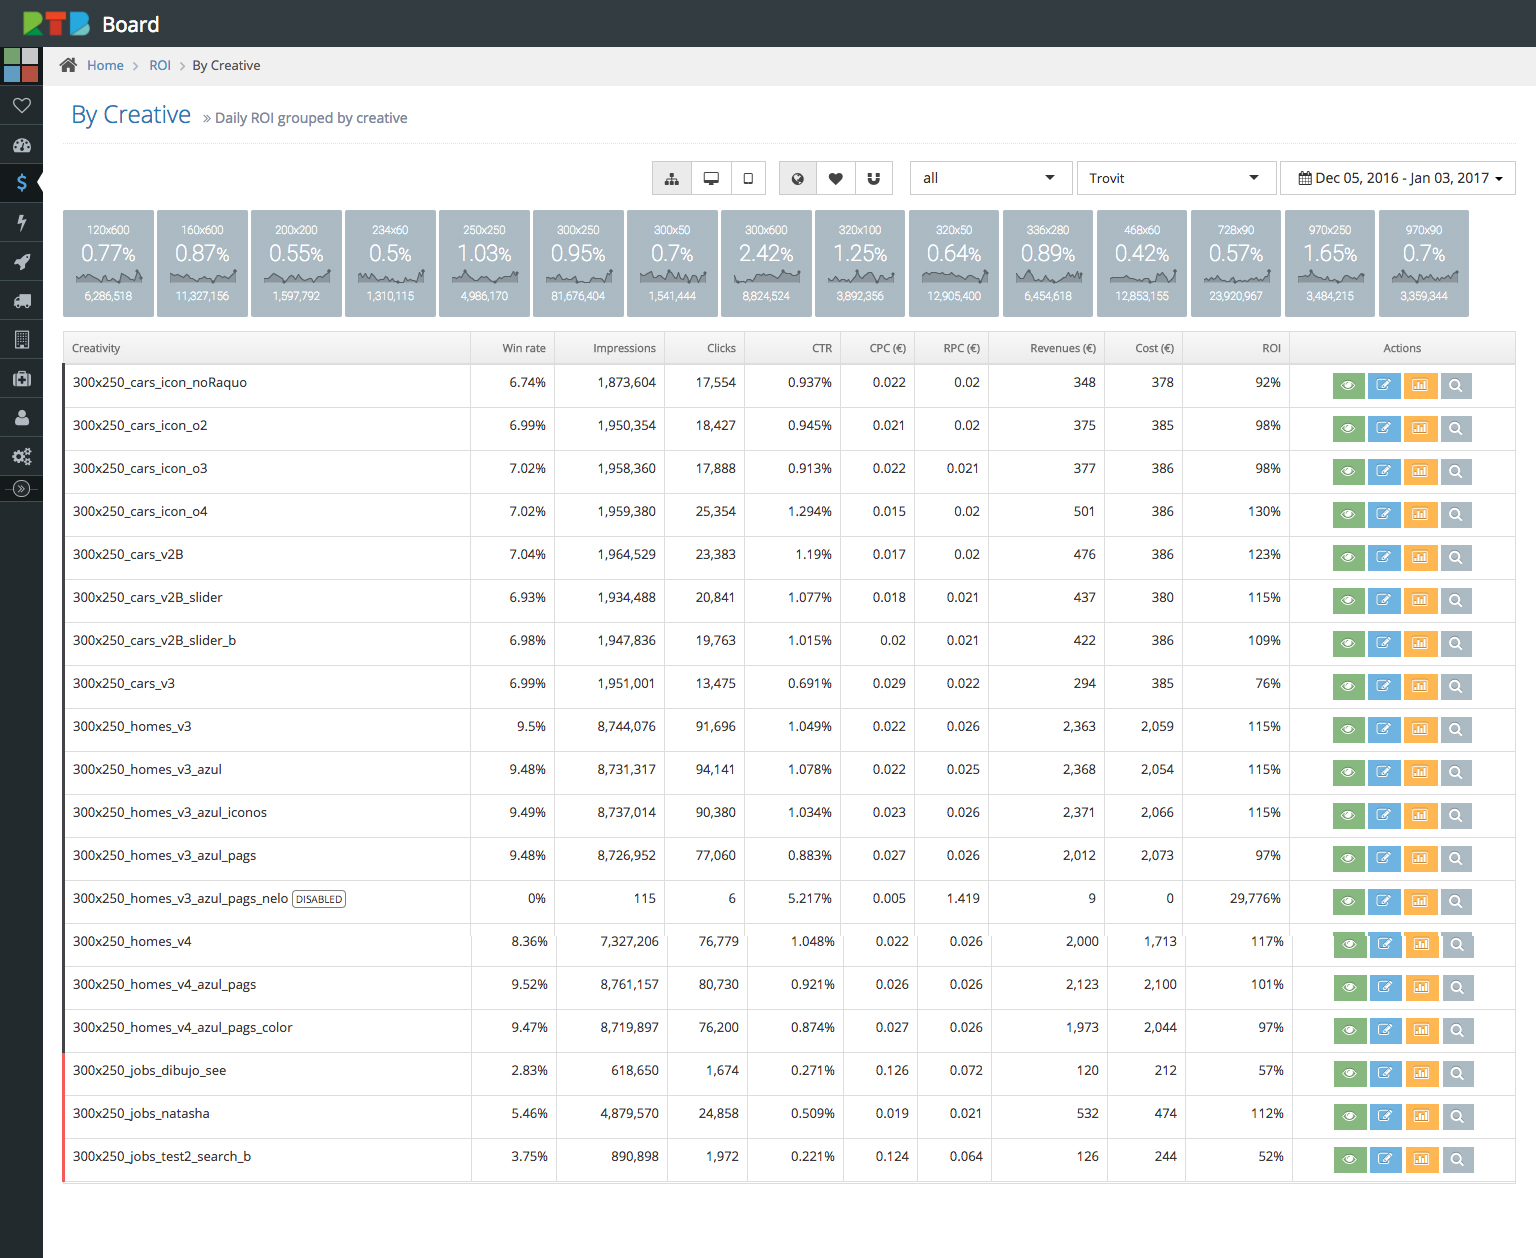 RTB Board
Home > ROI > By Creative
By Creative » Daily ROI grouped by creative
all Trovit Dec 05, 2016 - Jan 03, 2017
120x600 160x600 200x200 234x60 250x250 300x250 300x50 300x600 320x100 320x50 336x280 468x60 728x90 970x250 970x90
0.77% 0.87% 0.55% 0.5% 1.03% 0.95% 0.7% 2.42% 1.25% 0.64% 0.89% 0.42% 0.57% 1.65% 0.7%
6,286,518 11,327,156 1,597,792 1,310,115 4,986,170 81,676,404 1,541,444 8,824,524 3,892,356 12,905,400 6,454,618 12,853,155 23,920,967 3,484,215 3,359,344
Creativity Win rate Impressions Clicks CTR CPC (€) RPC (€) Revenues (€) Cost (€) ROI Actions
300x250_cars_icon_noRaquo 6.74% 1,873,604 17,554 0.937% 0.022 0.02 348 378 92%
300x250_cars_icon_o2 6.99% 1,950,354 18,427 0.945% 0.021 0.02 375 385 98%
300x250_cars_icon_o3 7.02% 1,958,360 17,888 0.913% 0.022 0.021 377 386 98%
300x250_cars_icon_o4 7.02% 1,959,380 25,354 1.294% 0.015 0.02 501 386 130%
300x250_cars_v2B 7.04% 1,964,529 23,383 1.19% 0.017 0.02 476 386 123%
300x250_cars_v2B_slider 6.93% 1,934,488 20,841 1.077% 0.018 0.021 437 380 115%
300x250_cars_v2B_slider_b 6.98% 1,947,836 19,763 1.015% 0.02 0.021 422 386 109%
300x250_cars_v3 6.99% 1,951,001 13,475 0.691% 0.029 0.022 294 385 76%
300x250_homes_v3 9.5% 8,744,076 91,696 1.049% 0.022 0.026 2,363 2,059 115%
300x250_homes_v3_azul 9.48% 8,731,317 94,141 1.078% 0.022 0.025 2,368 2,054 115%
300x250_homes_v3_azul_iconos 9.49% 8,737,014 90,380 1.034% 0.023 0.026 2,371 2,066 115%
300x250_homes_v3_azul_pags 9.48% 8,726,952 77,060 0.883% 0.027 0.026 2,012 2,073 97%
300x250_homes_v3_azul_pags_nelo DISABLED 0% 115 6 5.217% 0.005 1.419 9 0 29,776%
300x250_homes_v4 8.36% 7,327,206 76,779 1.048% 0.022 0.026 2,000 1,713 117%
300x250_homes_v4_azul_pags 9.52% 8,761,157 80,730 0.921% 0.026 0.026 2,123 2,100 101%
300x250_homes_v4_azul_pags_color 9.47% 8,719,897 76,200 0.874% 0.027 0.026 1,973 2,044 97%
300x250_jobs_dibujo_see 2.83% 618,650 1,674 0.271% 0.126 0.072 120 212 57%
300x250_jobs_natasha 5.46% 4,879,570 24,858 0.509% 0.019 0.021 532 474 112%
300x250_jobs_test2_search_b 3.75% 890,898 1,972 0.221% 0.124 0.064 126 244 52%